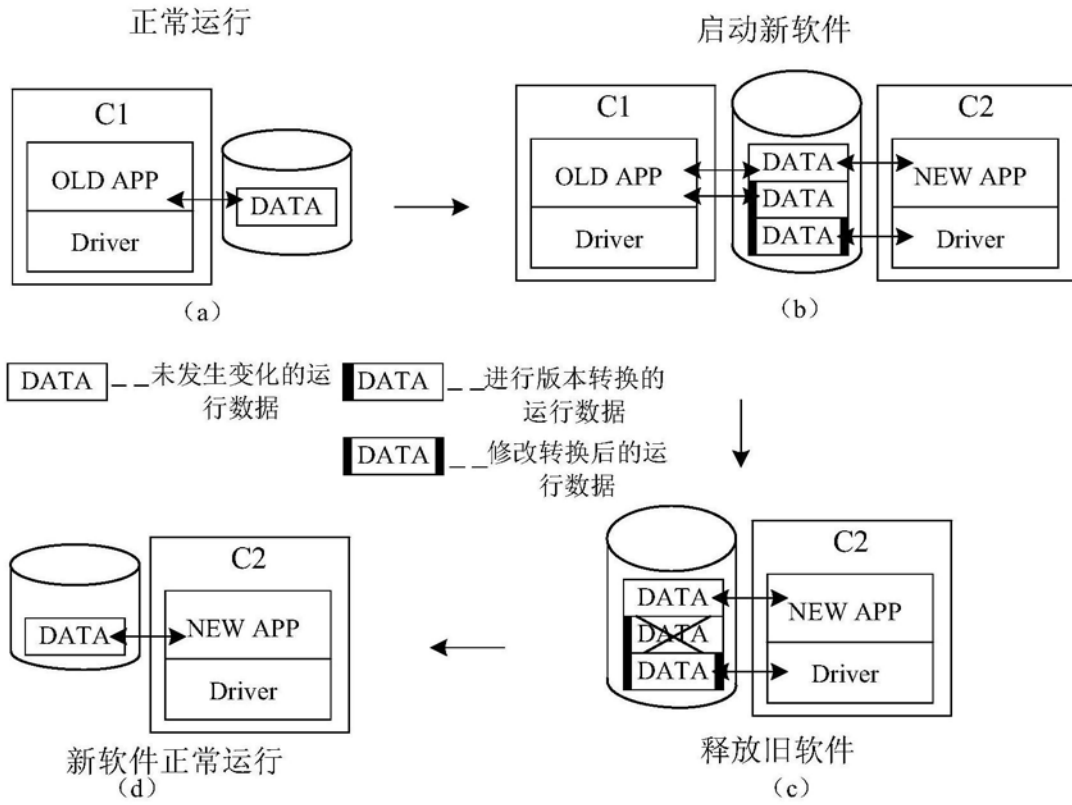 正常运行
启动新软件
C1
OLD APP
Driver
DATA
(a)
C1
OLD APP
Driver
DATA
DATA
DATA
C2
NEW APP
Driver
(b)
DATA
未发生变化的运
行数据
DATA
进行版本转换的
运行数据
DATA
修改转换后的运
行数据
DATA
C2
NEW APP
Driver
新软件正常运行
(d)
DATA
DATA
DATA
C2
NEW APP
Driver
释放旧软件
(c)